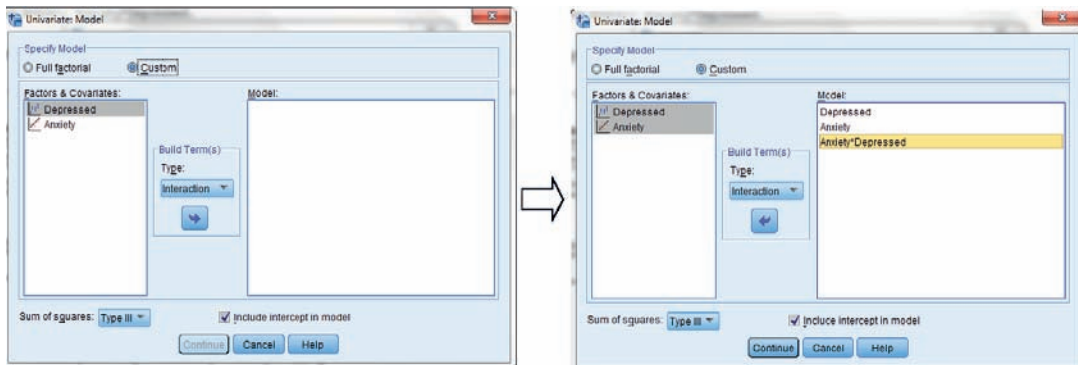 Univariate: Model
Specify Model
Full factorial Custom
Factors & Covariates: Model:
Depressed
Anxiety
Build Term(s)
Type:
Interaction
Sum of squares: Type III Include intercept in model
Continue Cancel Help
Univariate: Model
Specify Model
Full factorial Custom
Factors & Covariates: Model:
Depressed Depressed
Anxiety Anxiety
Anxiety*Depressed
Build Term(s)
Type:
Interaction
Sum of squares: Type III Include intercept in model
Continue Cancel Help